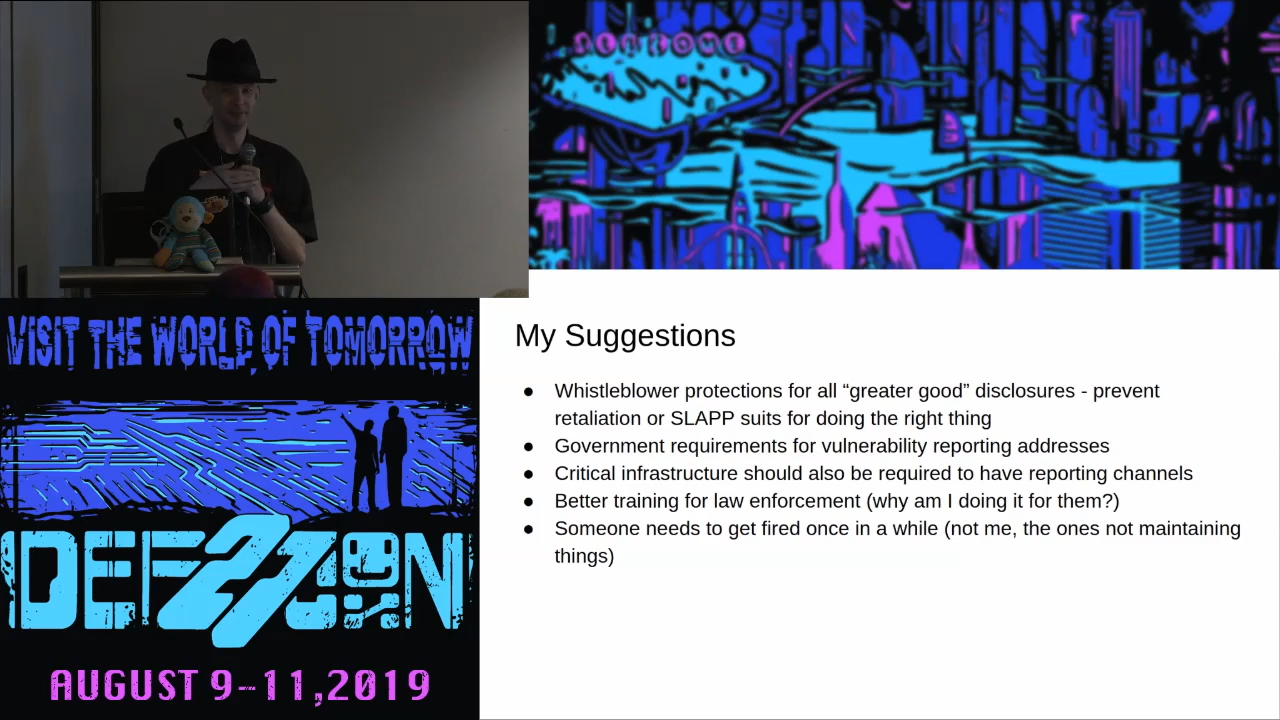 WELCOME
VISIT THE WORLD OF TOMORROW
DEF CON
27
AUGUST 9-11,2019
My Suggestions
● Whistleblower protections for all “greater good” disclosures - prevent
retaliation or SLAPP suits for doing the right thing
● Government requirements for vulnerability reporting addresses
● Critical infrastructure should also be required to have reporting channels
● Better training for law enforcement (why am I doing it for them?)
● Someone needs to get fired once in a while (not me, the ones not maintaining
things)